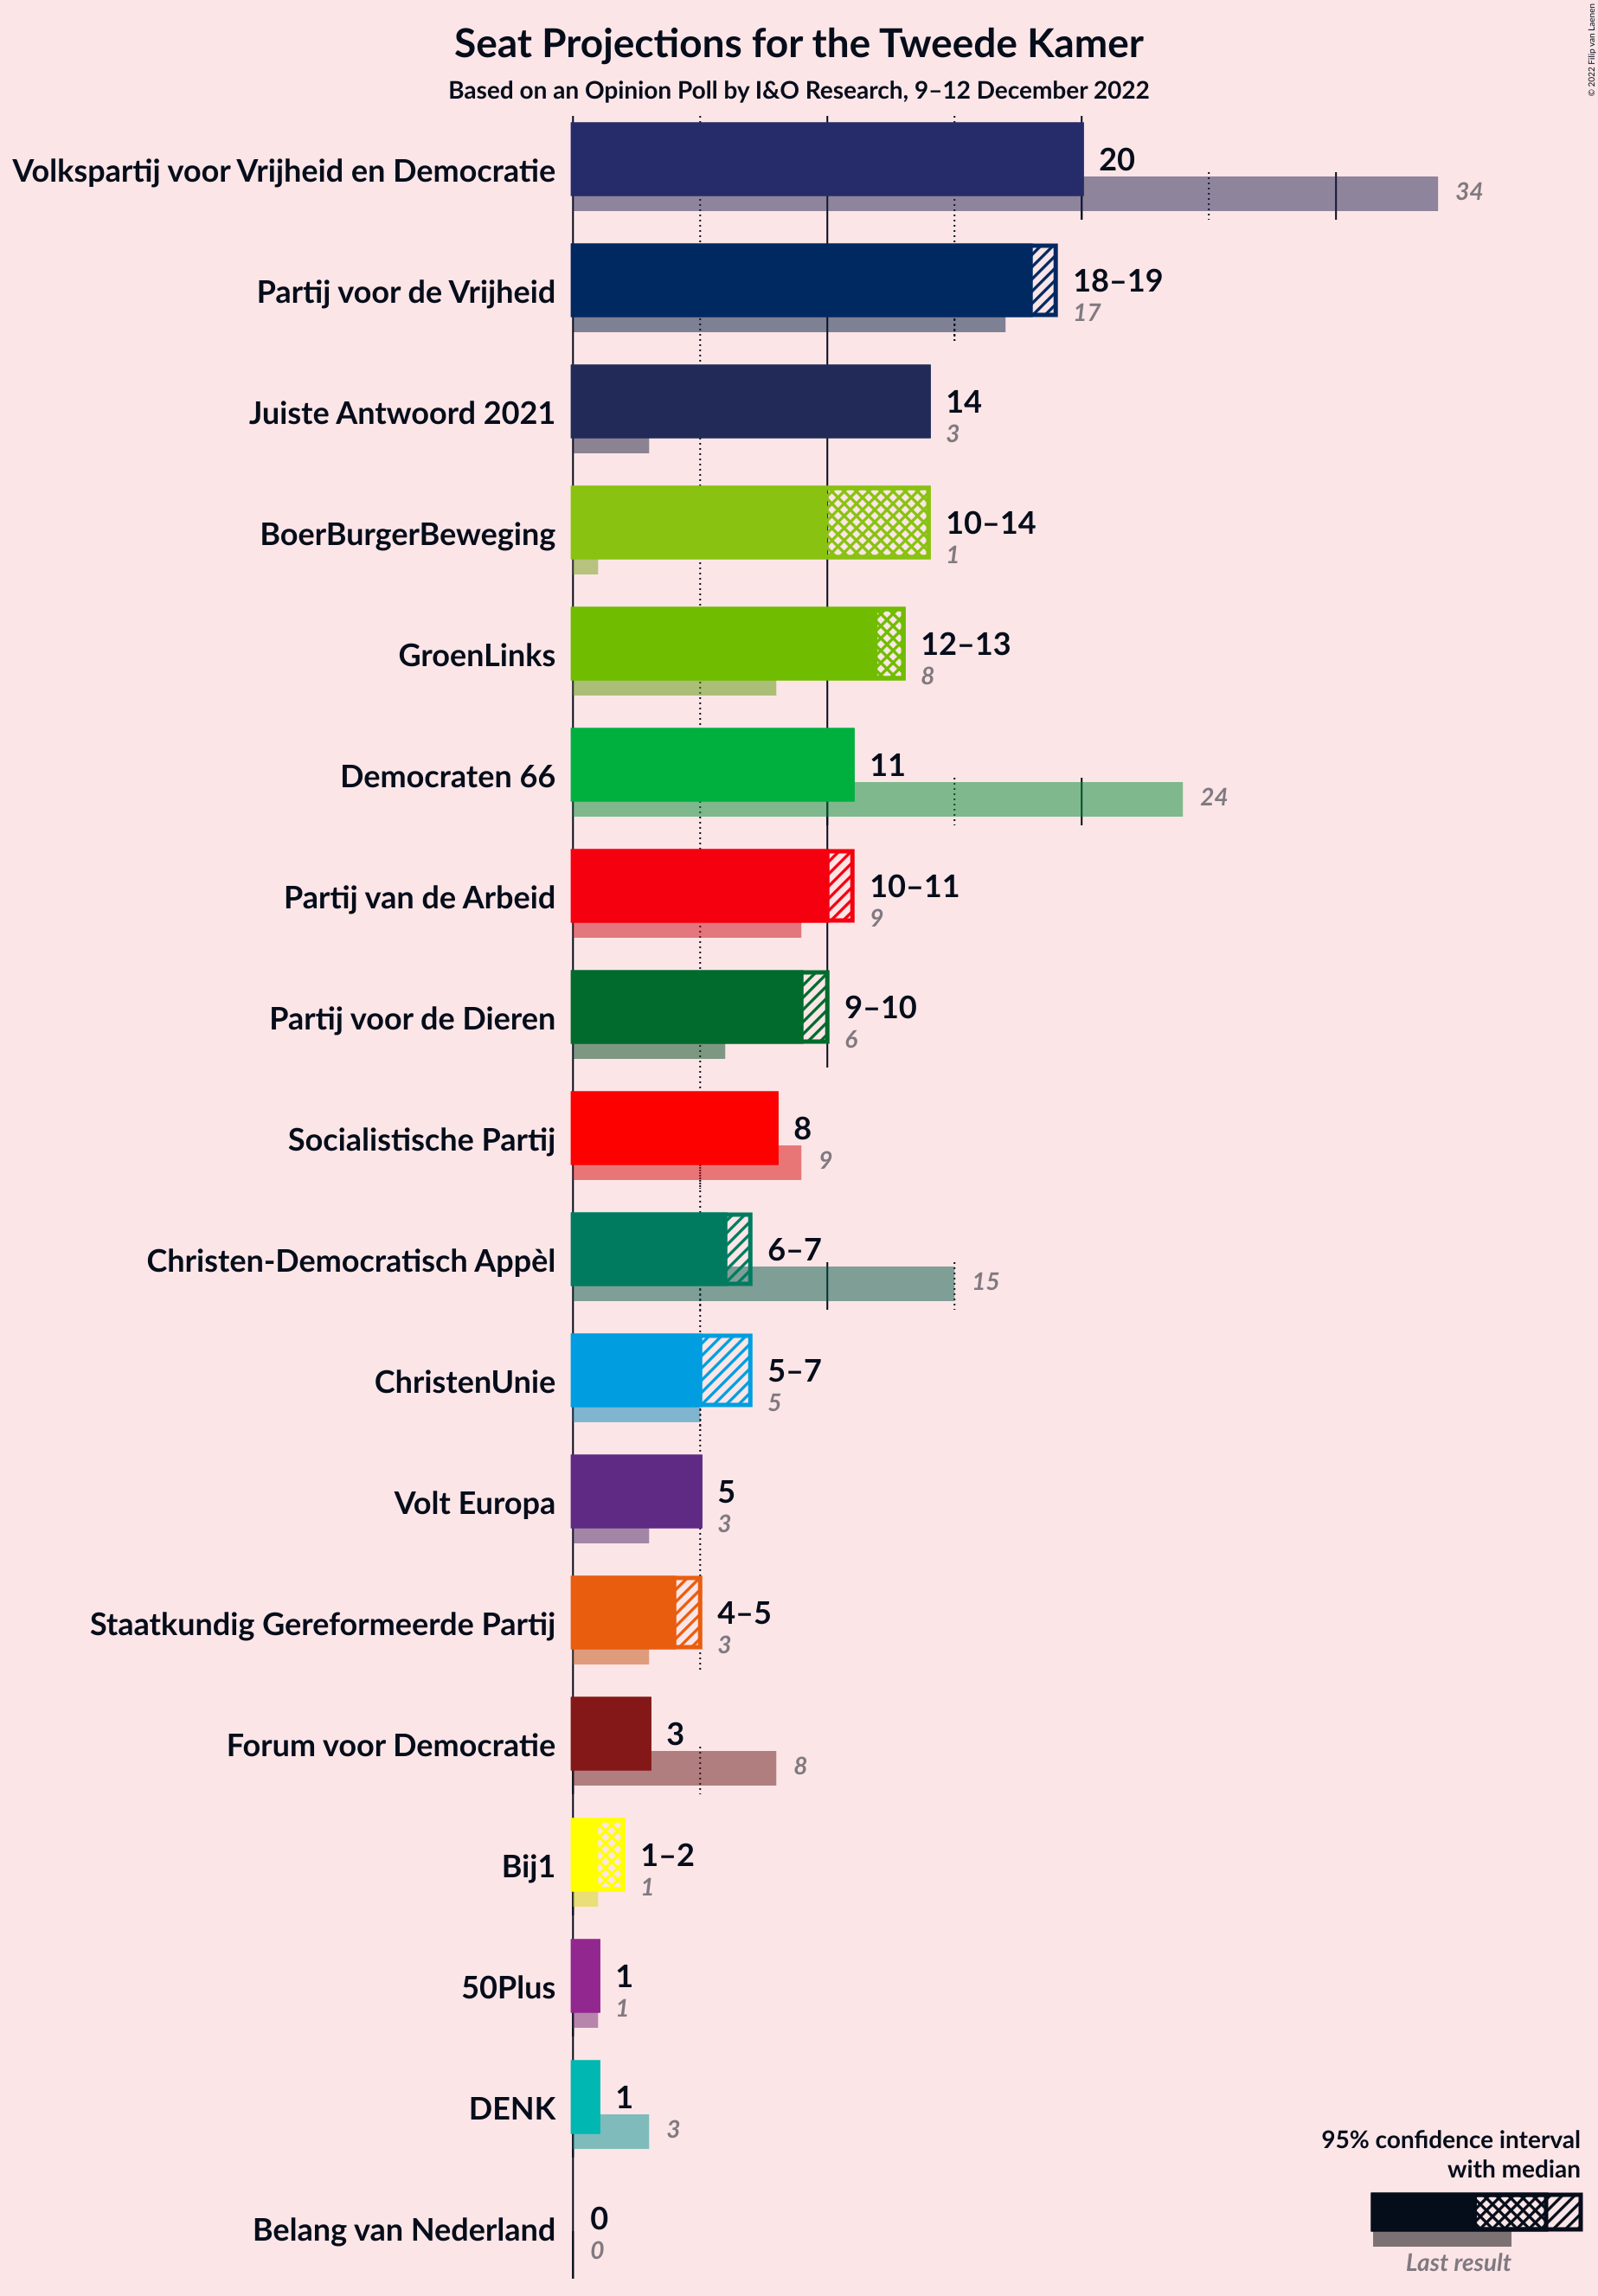 Seat Projections for the Tweede Kamer
Based on an Opinion Poll by I&O Research, 9–12 December 2022
© 2022 Filip van Laenen
Volkspartij voor Vrijheid en Democratie
20
34
Partij voor de Vrijheid
18–19
17
Juiste Antwoord 2021
14
3
BoerBurgerBeweging
10–14
1
GroenLinks
12–13
8
Democraten 66
11
24
Partij van de Arbeid
10–11
9
Partij voor de Dieren
9–10
6
Socialistische Partij
8
9
Christen-Democratisch Appèl
6–7
15
ChristenUnie
5–7
5
Volt Europa
5
3
Staatkundig Gereformeerde Partij
4–5
3
Forum voor Democratie
3
8
Bij1
1–2
1
50Plus
1
1
DENK
1
3
Belang van Nederland
0
0
95% confidence interval
with median
Last result